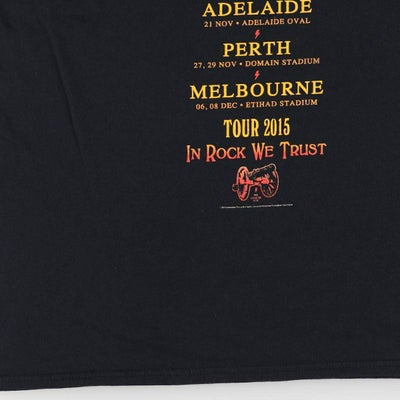 ADELAIDE
21 NOV • ADELAIDE OVAL
PERTH
27, 29 NOV • DOMAIN STADIUM
MELBOURNE
06, 08 DEC • ETIHAD STADIUM
TOUR 2015
IN ROCK WE TRUST